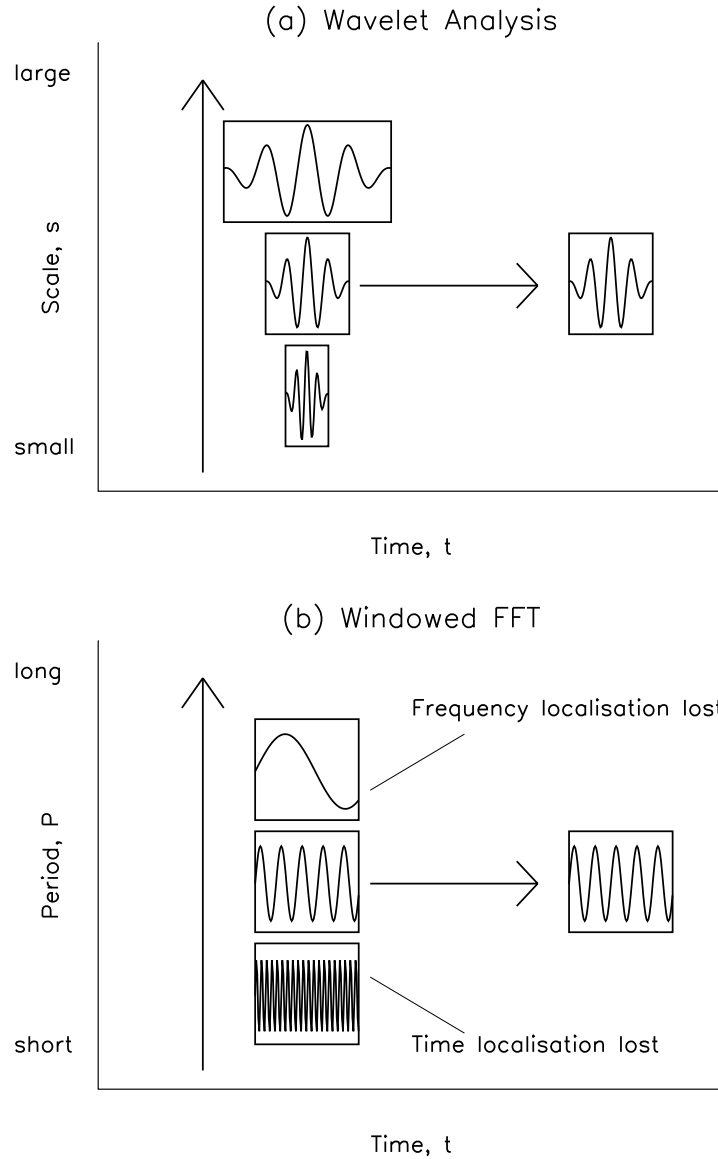 (a) Wavelet Analysis
large
Scale, s
small
Time, t
(b) Windowed FFT
long
Frequency localisation lost
Period, P
short
Time localisation lost
Time, t